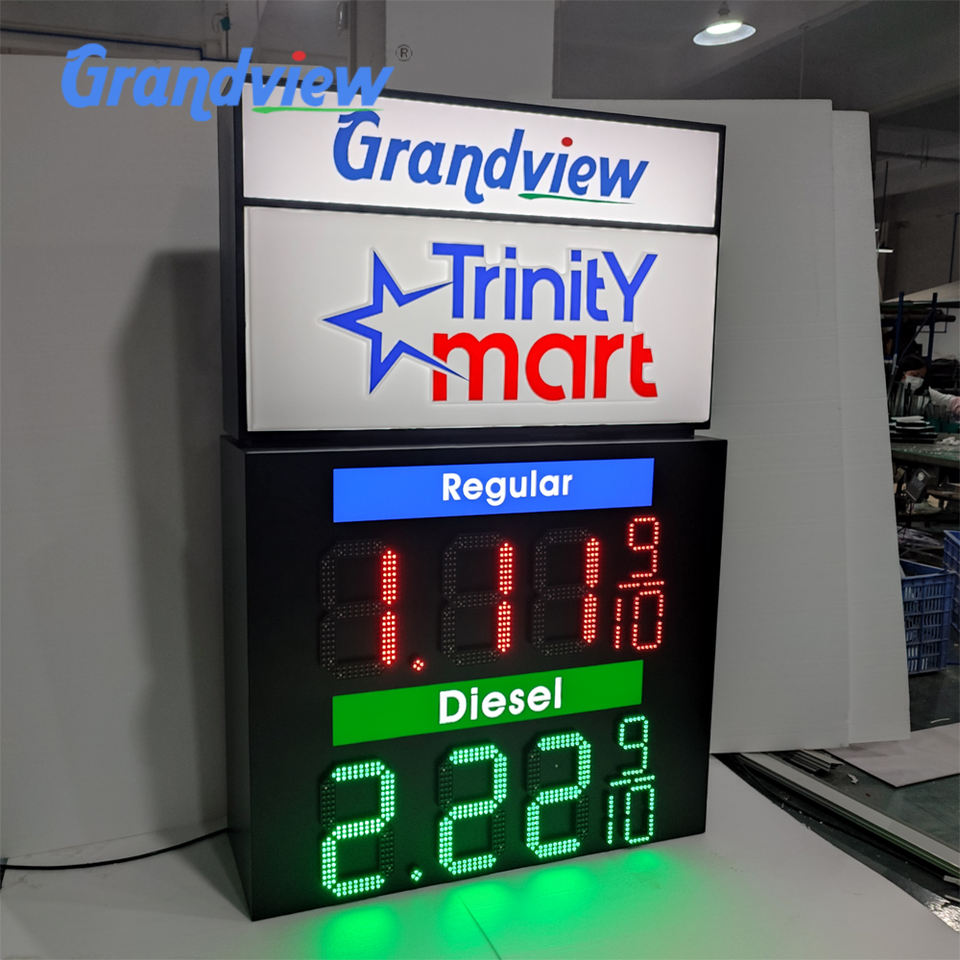 Grandview®
Grandview
TrinitY
mart
Regular
1.11 9/10
Diesel
2.22 9/10